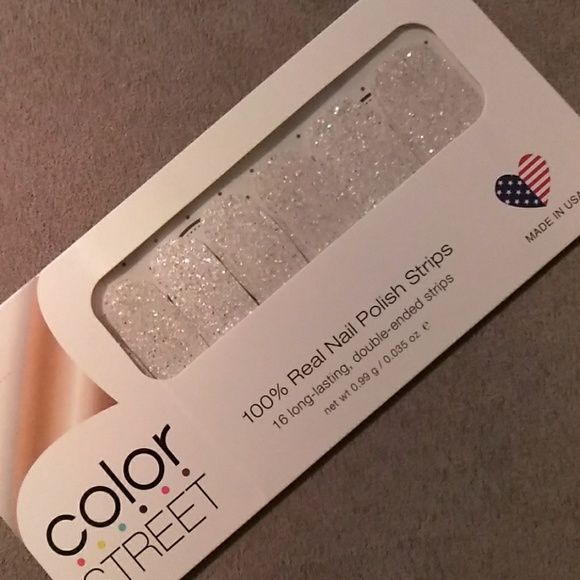 100% Real Nail Polish Strips
16 long-lasting, double-ended strips
net wt 0.99 g / 0.035 oz ℮
MADE IN USA
color
STREET